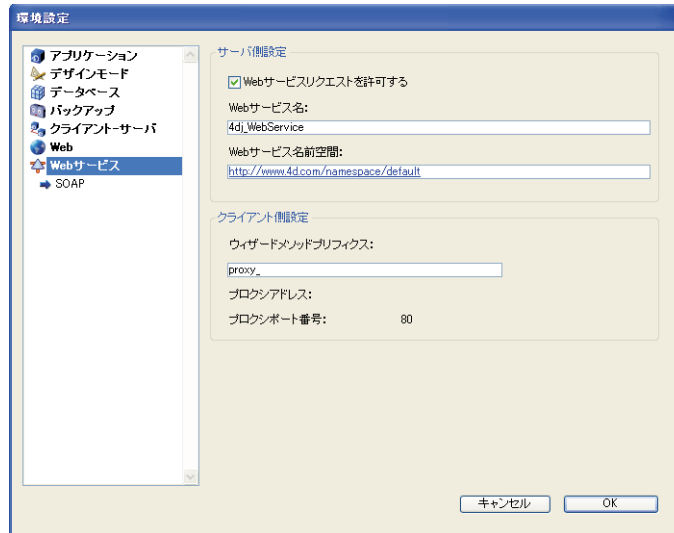 環境設定
アプリケーション
デザインモード
データベース
バックアップ
クライアント-サーバ
Web
Webサービス
SOAP
サーバ側設定
Webサービスリクエストを許可する
Webサービス名:
4dj_WebService
Webサービス名前空間:
http://www.4d.com/namespace/default
クライアント側設定
ウィザードメソッドプリフィクス:
proxy_
プロクシアドレス:
プロクシポート番号: 80
キャンセル OK